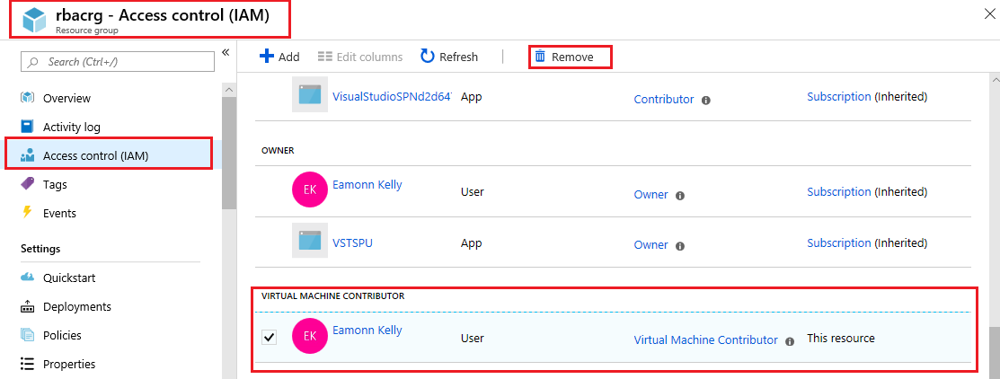 rbacrg - Access control (IAM)
Resource group
Search (Ctrl+/)
Overview
Activity log
Access control (IAM)
Tags
Events
Settings
Quickstart
Deployments
Policies
Properties
Add Edit columns Refresh Remove
VisualStudioSPNd2d64 App Contributor Subscription (Inherited)
OWNER
EK Eamonn Kelly User Owner Subscription (Inherited)
VSTSPU App Owner Subscription (Inherited)
VIRTUAL MACHINE CONTRIBUTOR
EK Eamonn Kelly User Virtual Machine Contributor This resource